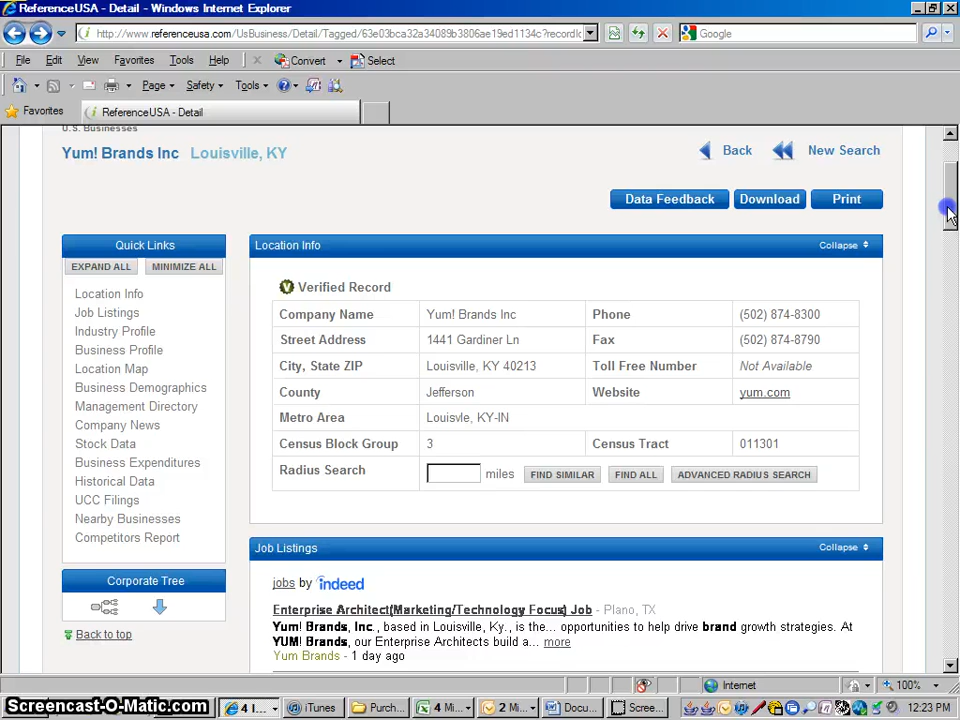 ReferenceUSA - Detail - Windows Internet Explorer
http://www.referenceusa.com/UsBusiness/Detail/Tagged/63e03bca32a34089b3806ae19ed1134c?recordId
Google
File Edit View Favorites Tools Help Convert Select
Page Safety Tools
Favorites ReferenceUSA - Detail
U.S. Businesses
Yum! Brands Inc Louisville, KY Back New Search
Data Feedback Download Print
Quick Links
EXPAND ALL MINIMIZE ALL
Location Info
Job Listings
Industry Profile
Business Profile
Location Map
Business Demographics
Management Directory
Company News
Stock Data
Business Expenditures
Historical Data
UCC Filings
Nearby Businesses
Competitors Report
Corporate Tree
Back to top
Location Info Collapse
Verified Record
Company Name Yum! Brands Inc Phone (502) 874-8300
Street Address 1441 Gardiner Ln Fax (502) 874-8790
City, State ZIP Louisville, KY 40213 Toll Free Number Not Available
County Jefferson Website yum.com
Metro Area Louisvle, KY-IN
Census Block Group 3 Census Tract 011301
Radius Search miles FIND SIMILAR FIND ALL ADVANCED RADIUS SEARCH
Job Listings Collapse
jobs by indeed
Enterprise Architect(Marketing/Technology Focus) Job - Plano, TX
Yum! Brands, Inc., based in Louisville, Ky., is the... opportunities to help drive brand growth strategies. At
YUM! Brands, our Enterprise Architects build a... more
Yum Brands - 1 day ago
Internet 100%
Screencast-O-Matic.com 4 I... iTunes Purch... 4 Mi... 2 Mi... Docu... Scree... 12:23 PM